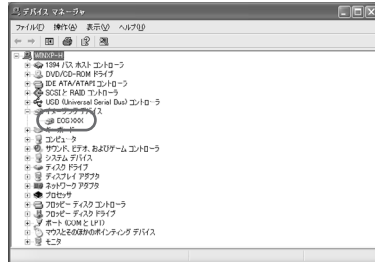 デバイス マネージャ
ファイル(F) 操作(A) 表示(V) ヘルプ(H)
WINXP-H
1394 バス ホスト コントローラ
DVD/CD-ROM ドライブ
IDE ATA/ATAPI コントローラ
SCSI と RAID コントローラ
USB (Universal Serial Bus) コントローラ
イメージング デバイス
EOS XXX
キーボード
コンピュータ
サウンド、ビデオ、およびゲーム コントローラ
システム デバイス
ディスク ドライブ
ディスプレイ アダプタ
ネットワーク アダプタ
プロセッサ
フロッピー ディスク コントローラ
フロッピー ディスク ドライブ
ポート (COM と LPT)
マウスとそのほかのポインティング デバイス
モニタ